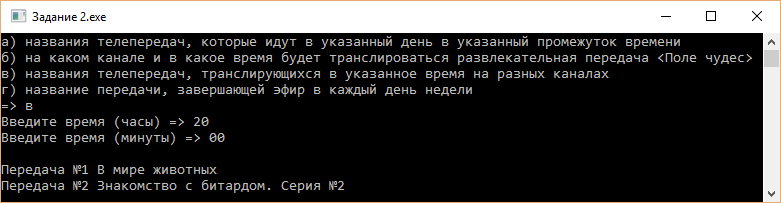 Задание 2.exe
а) названия телепередач, которые идут в указанный день в указанный промежуток времени
б) на каком канале и в какое время будет транслироваться развлекательная передача <Поле чудес>
в) названия телепередач, транслирующихся в указанное время на разных каналах
г) название передачи, завершающей эфир в каждый день недели
=> в
Введите время (часы) => 20
Введите время (минуты) => 00
Передача №1 В мире животных
Передача №2 Знакомство с битардом. Серия №2